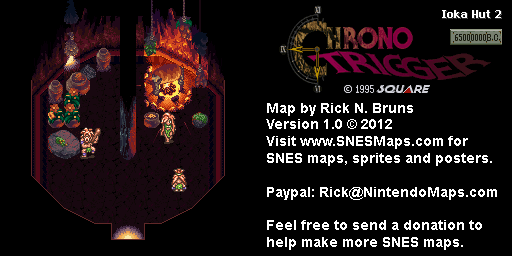 Ioka Hut 2
65000000B.C.
CHRONO
TRIGGER
© 1995 SQUARE
Map by Rick N. Bruns
Version 1.0 © 2012
Visit www.SNESMaps.com for
SNES maps, sprites and posters.
Paypal: Rick@NintendoMaps.com
Feel free to send a donation to
help make more SNES maps.